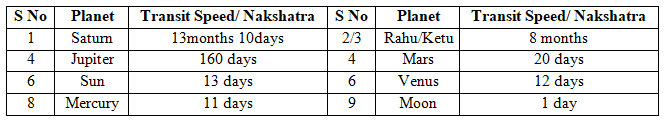 S No Planet Transit Speed/ Nakshatra S No Planet Transit Speed/ Nakshatra
1 Saturn 13months 10days 2/3 Rahu/Ketu 8 months
4 Jupiter 160 days 4 Mars 20 days
6 Sun 13 days 6 Venus 12 days
8 Mercury 11 days 9 Moon 1 day